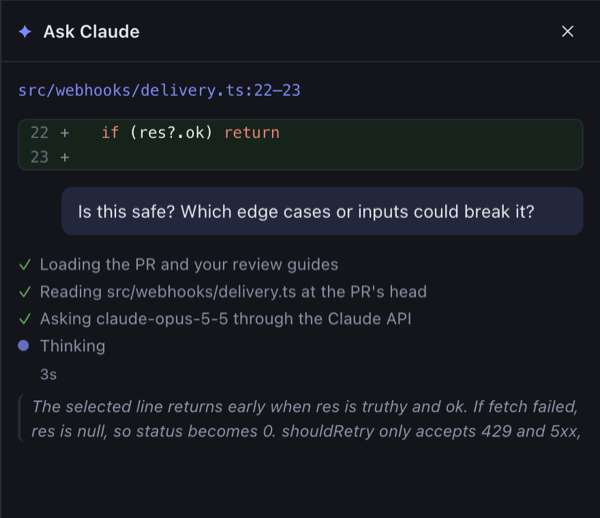 Ask Claude
src/webhooks/delivery.ts:22–23
22 + if (res?.ok) return
23 +
Is this safe? Which edge cases or inputs could break it?
Loading the PR and your review guides
Reading src/webhooks/delivery.ts at the PR's head
Asking claude-opus-5-5 through the Claude API
Thinking
3s
The selected line returns early when res is truthy and ok. If fetch failed,
res is null, so status becomes 0. shouldRetry only accepts 429 and 5xx,